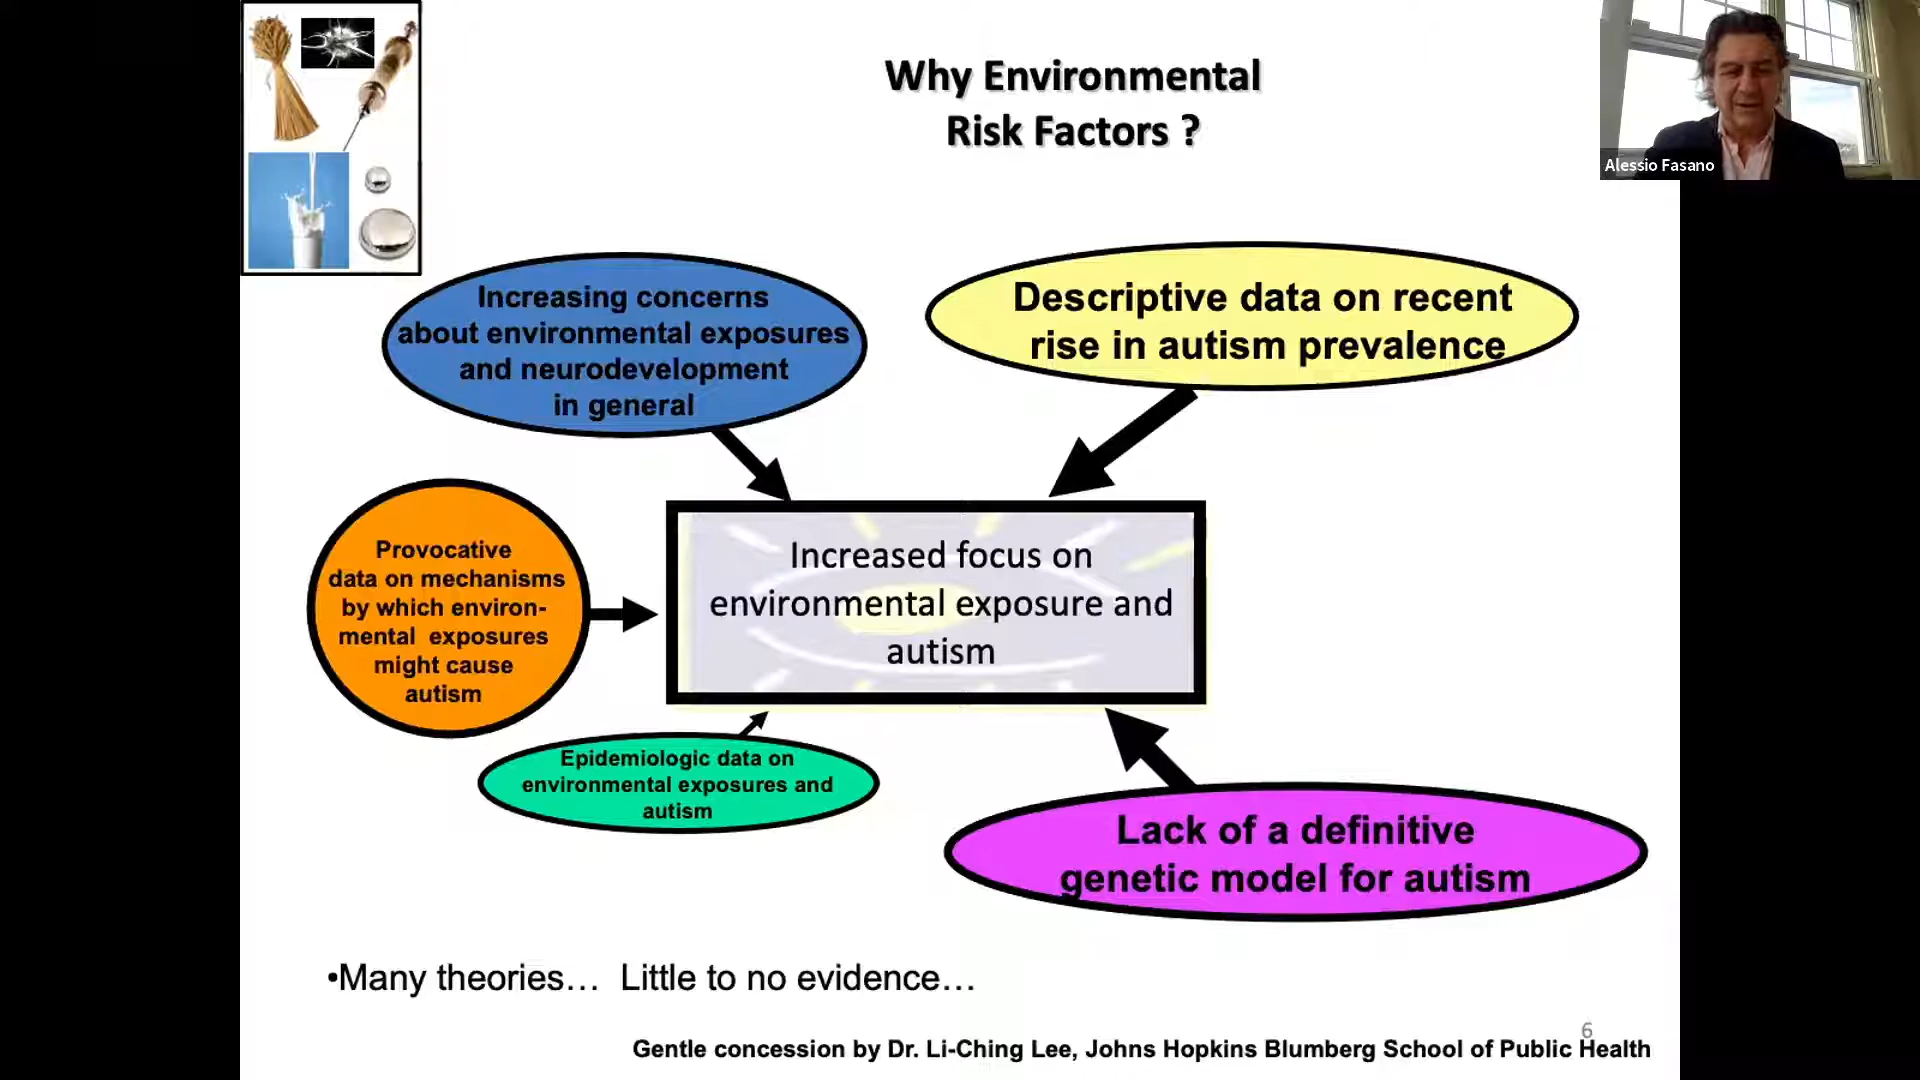 Why Environmental
Risk Factors ?
Alessio Fasano
Increasing concerns
about environmental exposures
and neurodevelopment
in general
Descriptive data on recent
rise in autism prevalence
Provocative
data on mechanisms
by which environ-
mental exposures
might cause
autism
Increased focus on
environmental exposure and
autism
Epidemiologic data on
environmental exposures and
autism
Lack of a definitive
genetic model for autism
•Many theories… Little to no evidence…
6
Gentle concession by Dr. Li-Ching Lee, Johns Hopkins Blumberg School of Public Health